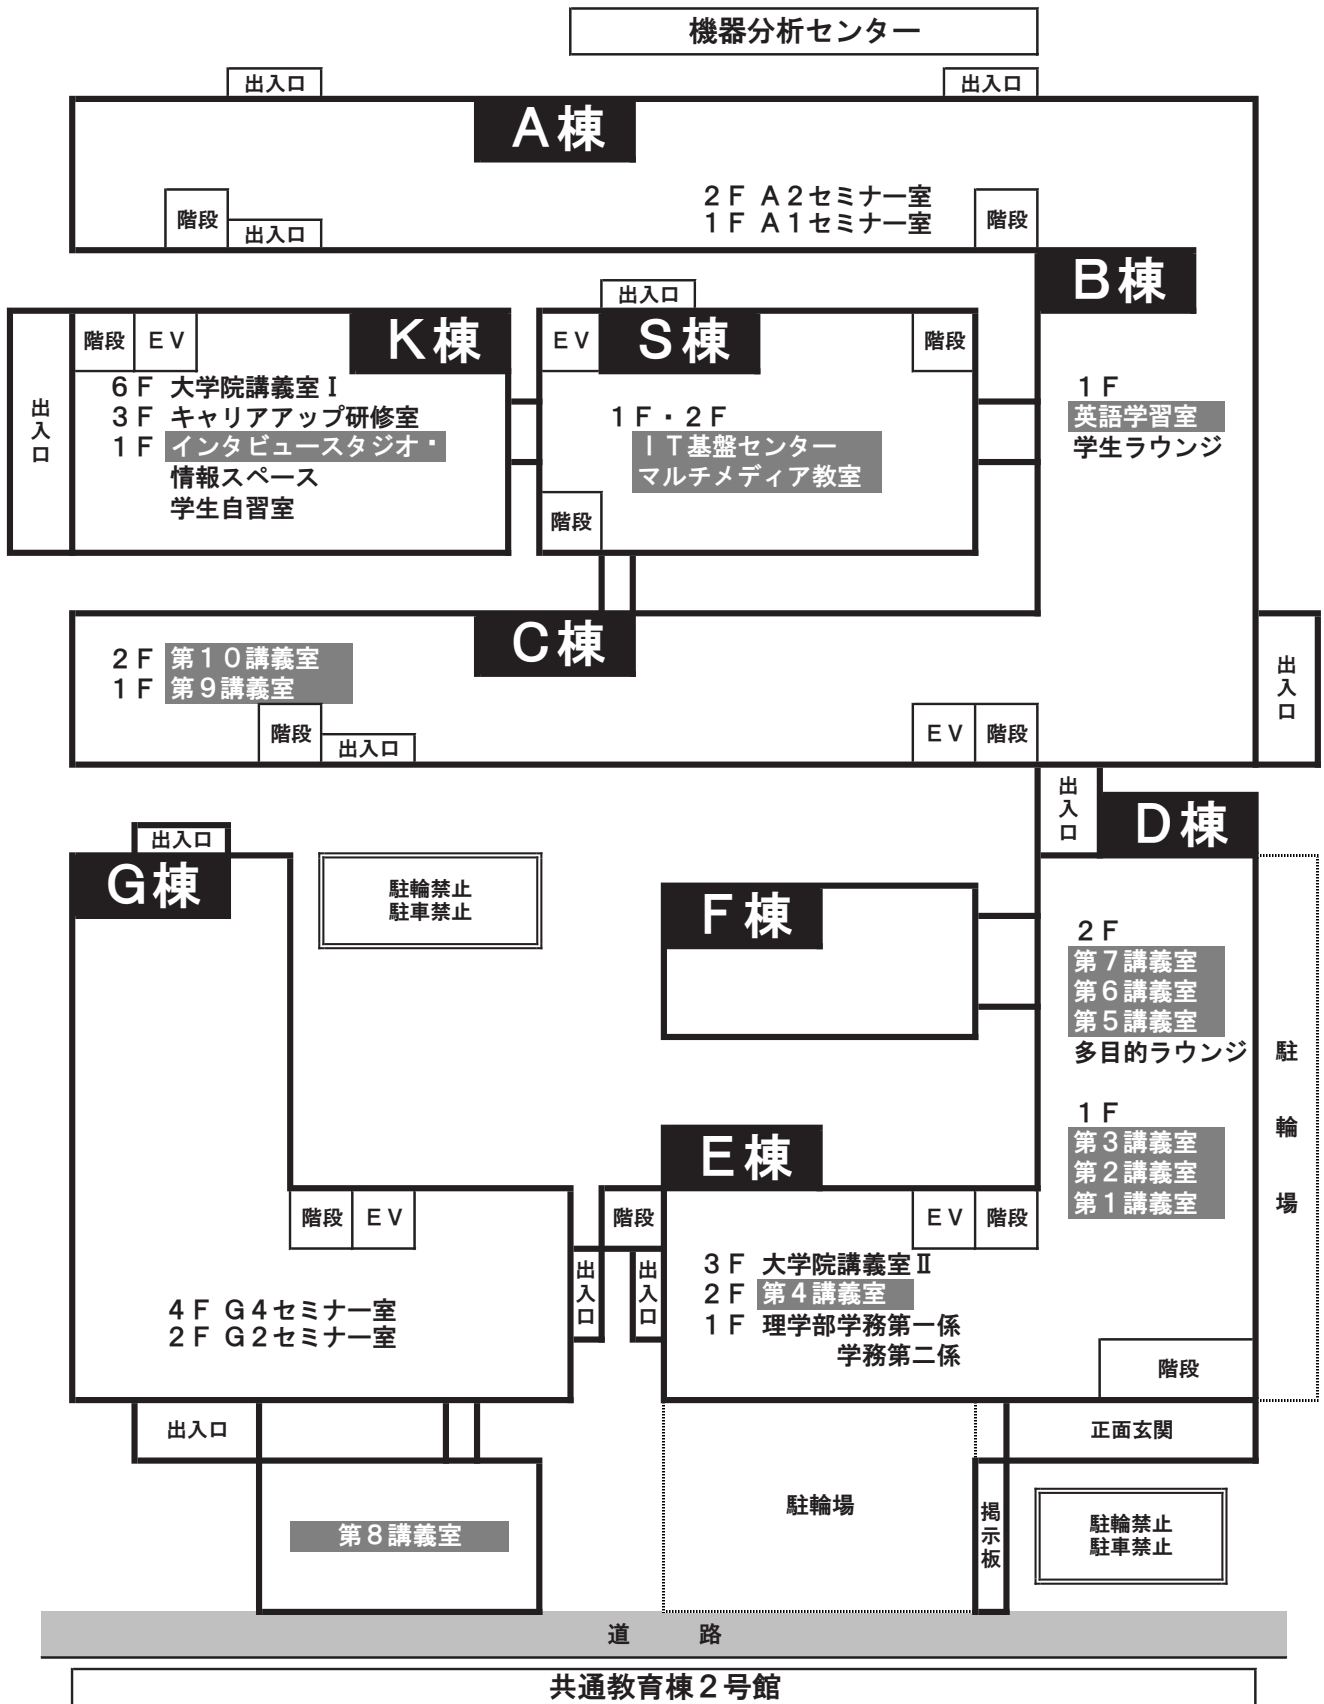 機器分析センター
出入口
出入口
A棟
2F A2セミナー室
1F A1セミナー室
階段
出入口
階段
B棟
出入口
階段
EV
K棟
EV
S棟
階段
出入口
6F 大学院講義室Ⅰ
3F キャリアアップ研修室
1F インタビュースタジオ・
情報スペース
学生自習室
1F・2F
IT基盤センター
マルチメディア教室
階段
1F
英語学習室
学生ラウンジ
C棟
2F 第10講義室
1F 第9講義室
階段
出入口
EV
階段
出入口
出入口
D棟
出入口
G棟
駐輪禁止
駐車禁止
F棟
2F
第7講義室
第6講義室
第5講義室
多目的ラウンジ
1F
第3講義室
第2講義室
第1講義室
駐輪場
E棟
階段
EV
階段
EV
階段
出入口
出入口
3F 大学院講義室Ⅱ
2F 第4講義室
1F 理学部学務第一係
学務第二係
4F G4セミナー室
2F G2セミナー室
階段
出入口
正面玄関
駐輪場
掲示板
駐輪禁止
駐車禁止
第8講義室
道路
共通教育棟2号館